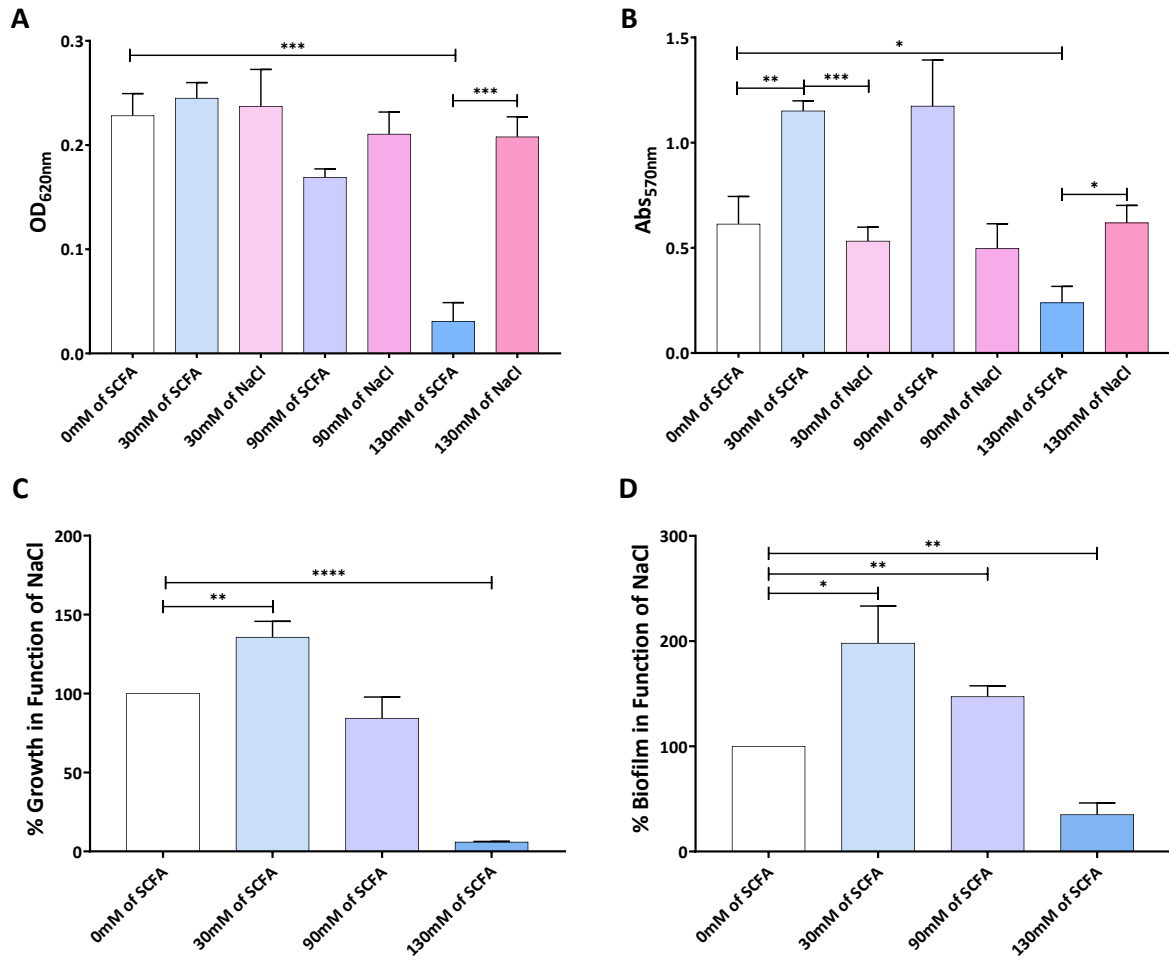 A
OD620nm
0.3
0.2
0.1
0.0
***
***
0mM of SCFA
30mM of SCFA
30mM of NaCl
90mM of SCFA
90mM of NaCl
130mM of SCFA
130mM of NaCl
B
Abs570nm
1.5
1.0
0.5
0.0
*
**
***
*
0mM of SCFA
30mM of SCFA
30mM of NaCl
90mM of SCFA
90mM of NaCl
130mM of SCFA
130mM of NaCl
C
% Growth in Function of NaCl
200
150
100
50
0
****
**
0mM of SCFA
30mM of SCFA
90mM of SCFA
130mM of SCFA
D
% Biofilm in Function of NaCl
300
200
100
0
**
**
*
0mM of SCFA
30mM of SCFA
90mM of SCFA
130mM of SCFA